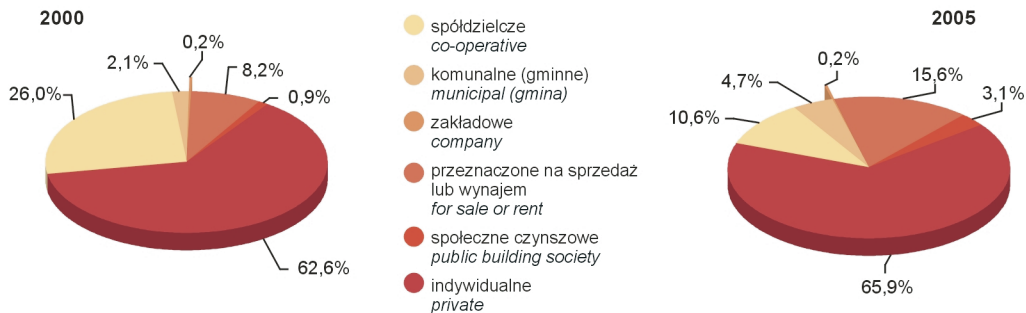 2000
0,2%
2,1%
8,2%
26,0%
0,9%
62,6%
spółdzielcze
co-operative
komunalne (gminne)
municipal (gmina)
zakładowe
company
przeznaczone na sprzedaż
lub wynajem
for sale or rent
społeczne czynszowe
public building society
indywidualne
private
2005
0,2%
4,7%
15,6%
10,6%
3,1%
65,9%